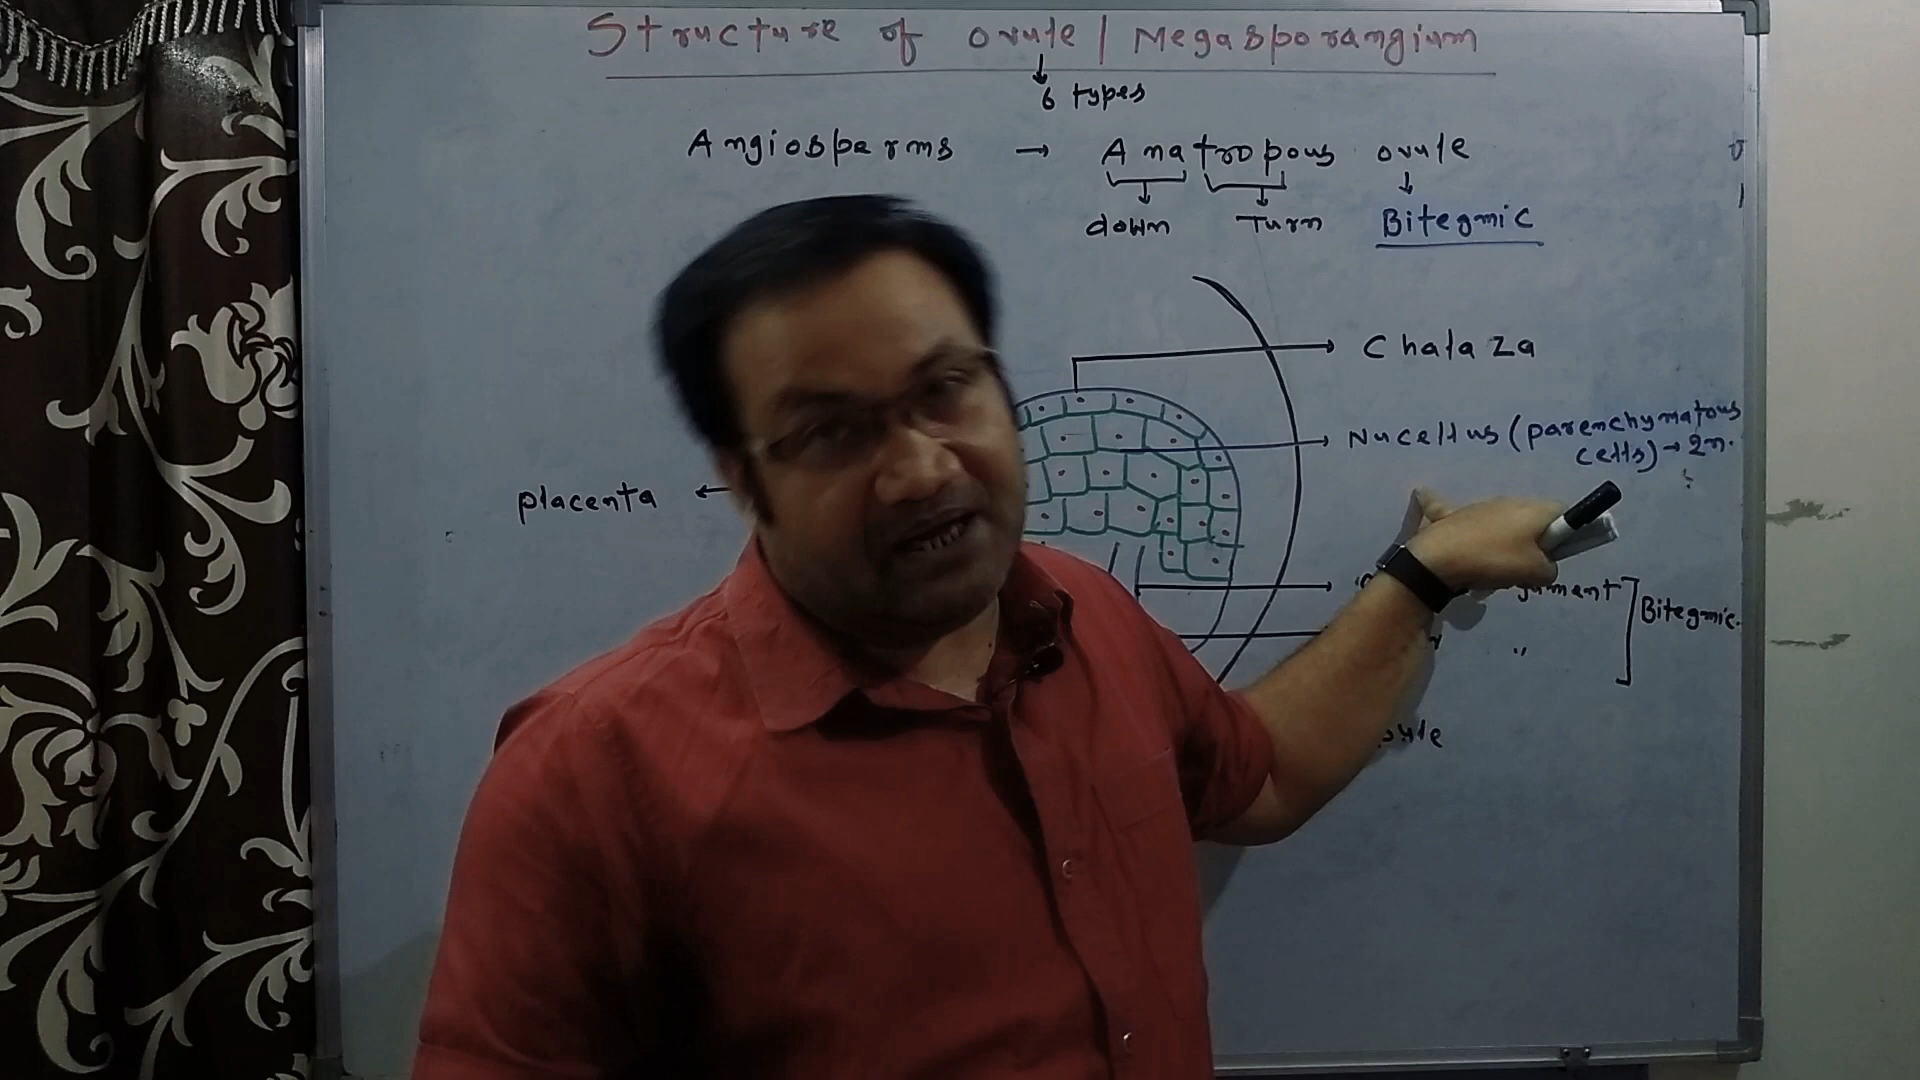 Structure of ovule / Megasporangium
6 types
Angiosperms → Anatropous ovule
down Turn Bitegmic
Chalaza
Nucellus (parenchymatous
cells) → 2n.
placenta
Bitegmic.
"